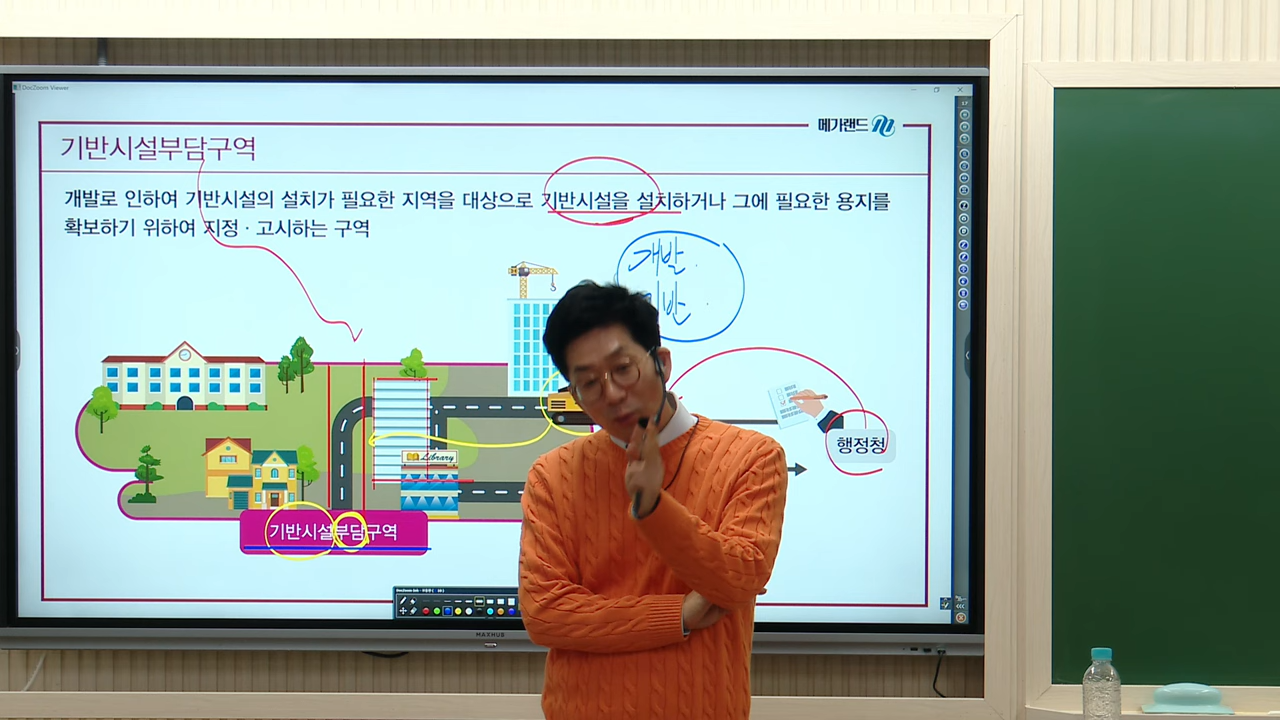 DocZoom Viewer
메가랜드
기반시설부담구역
개발로 인하여 기반시설의 설치가 필요한 지역을 대상으로 기반시설을 설치하거나 그에 필요한 용지를
확보하기 위하여 지정 · 고시하는 구역
개발
기반
행정청
Library
기반시설부담구역
MAXHUB